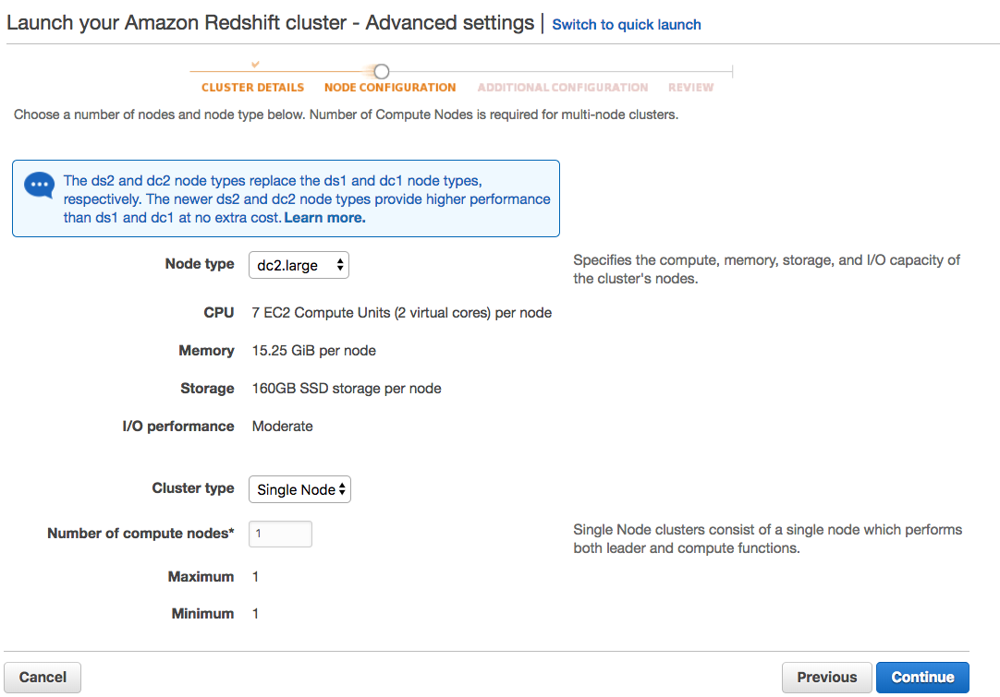 Launch your Amazon Redshift cluster - Advanced settings | Switch to quick launch
CLUSTER DETAILS NODE CONFIGURATION ADDITIONAL CONFIGURATION REVIEW
Choose a number of nodes and node type below. Number of Compute Nodes is required for multi-node clusters.
The ds2 and dc2 node types replace the ds1 and dc1 node types,
respectively. The newer ds2 and dc2 node types provide higher performance
than ds1 and dc1 at no extra cost. Learn more.
Node type dc2.large Specifies the compute, memory, storage, and I/O capacity of
the cluster's nodes.
CPU 7 EC2 Compute Units (2 virtual cores) per node
Memory 15.25 GiB per node
Storage 160GB SSD storage per node
I/O performance Moderate
Cluster type Single Node
Number of compute nodes* 1 Single Node clusters consist of a single node which performs
both leader and compute functions.
Maximum 1
Minimum 1
Cancel Previous Continue